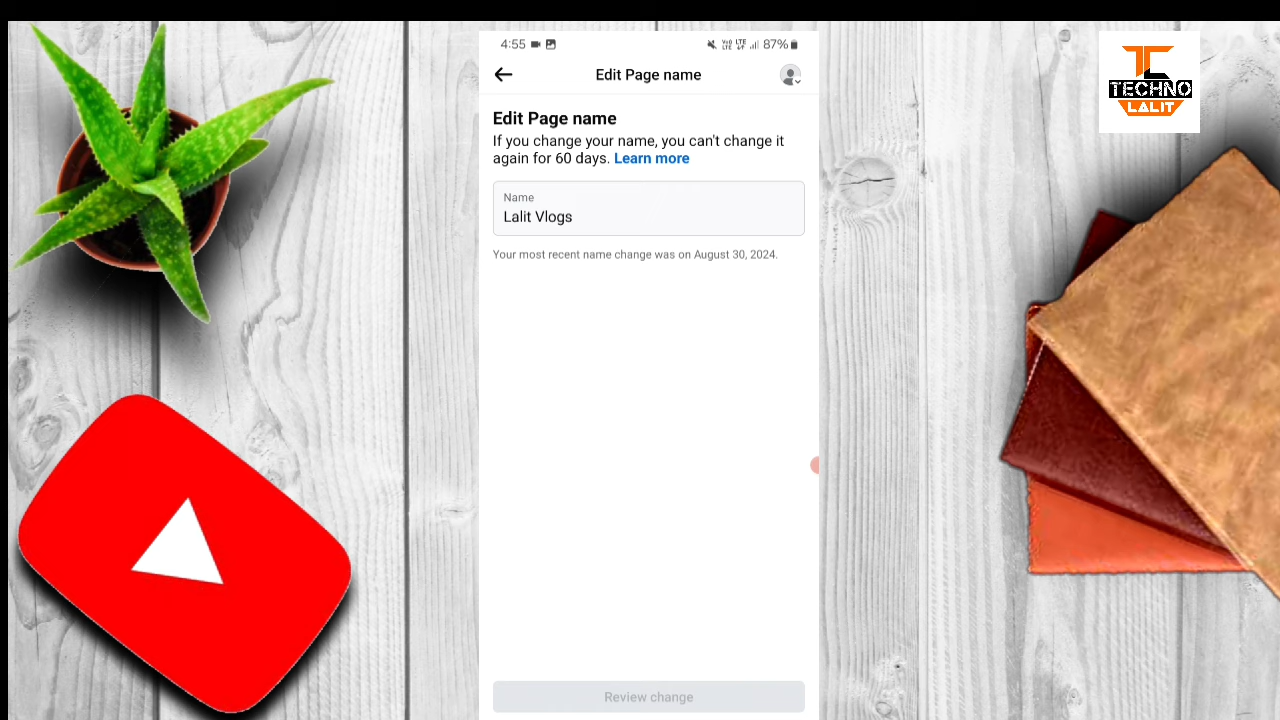 4:55
87%
Edit Page name
TECHNO
LALIT
Edit Page name
If you change your name, you can't change it
again for 60 days. Learn more
Name
Lalit Vlogs
Your most recent name change was on August 30, 2024.
Review change